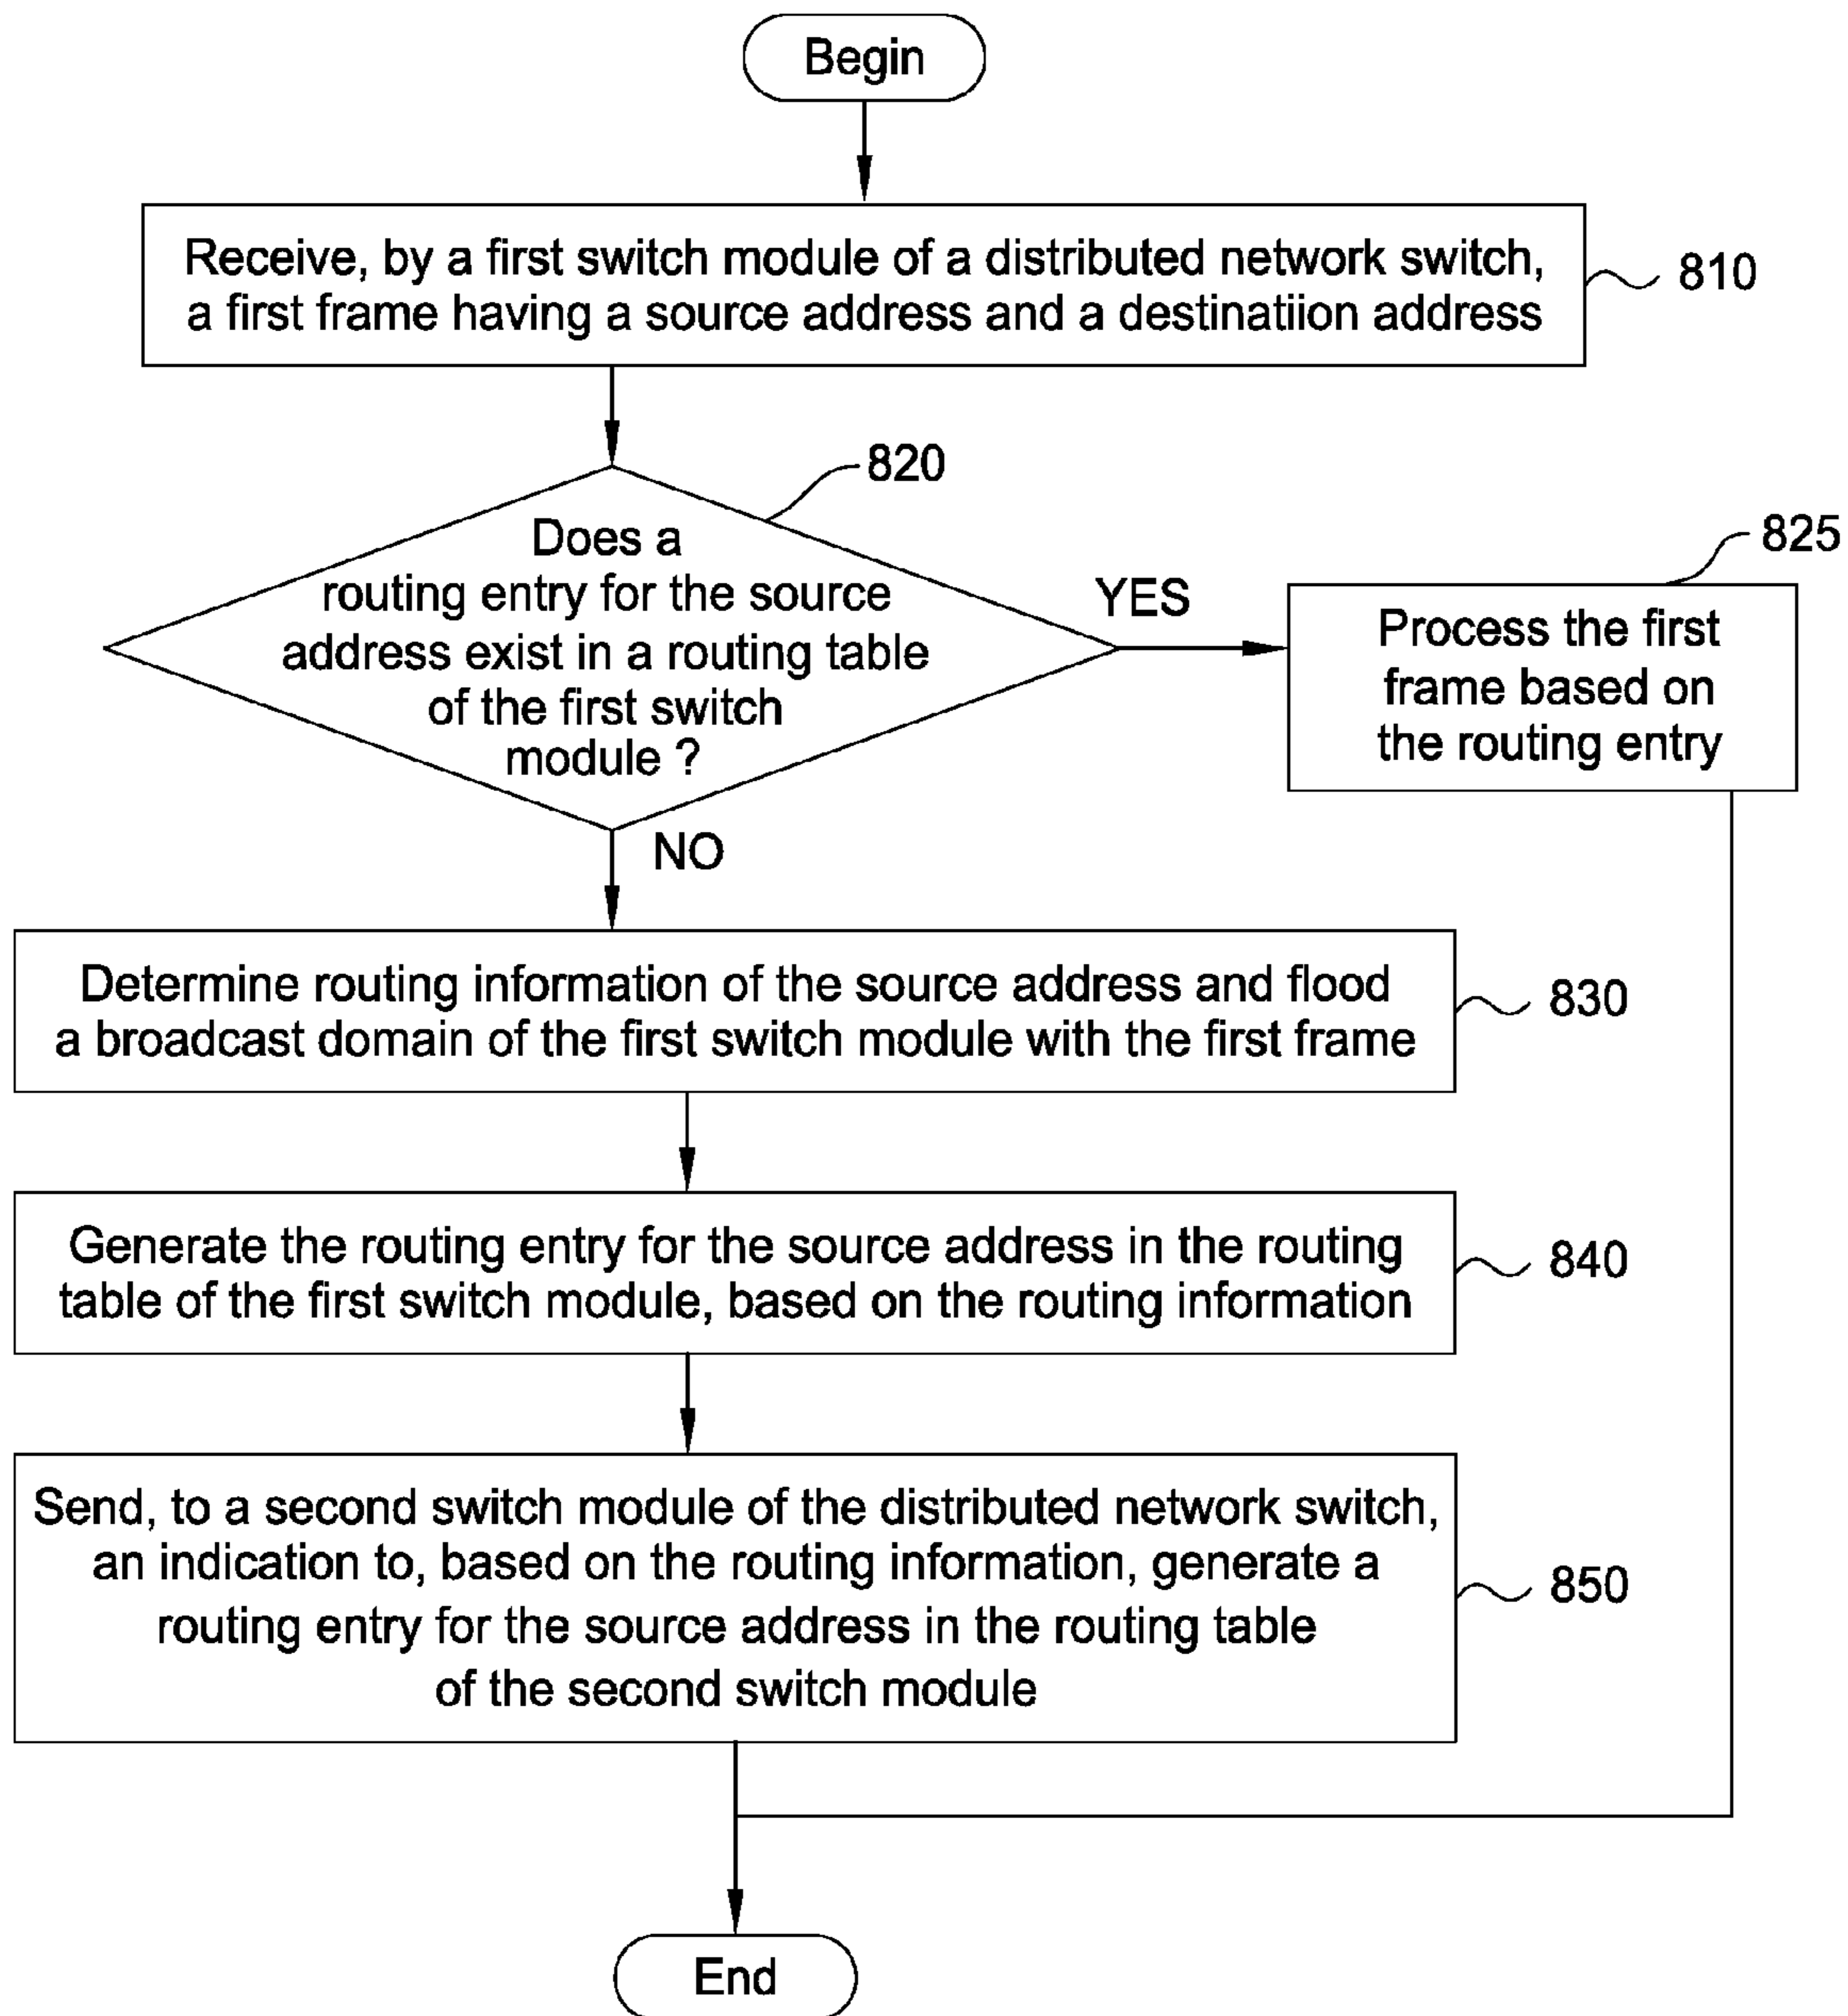 Begin
Receive, by a first switch module of a distributed network switch,
a first frame having a source address and a destinatiion address
810
820
Does a
routing entry for the source
address exist in a routing table
of the first switch
module ?
YES
825
Process the first
frame based on
the routing entry
NO
Determine routing information of the source address and flood
a broadcast domain of the first switch module with the first frame
830
Generate the routing entry for the source address in the routing
table of the first switch module, based on the routing information
840
Send, to a second switch module of the distributed network switch,
an indication to, based on the routing information, generate a
routing entry for the source address in the routing table
of the second switch module
850
End